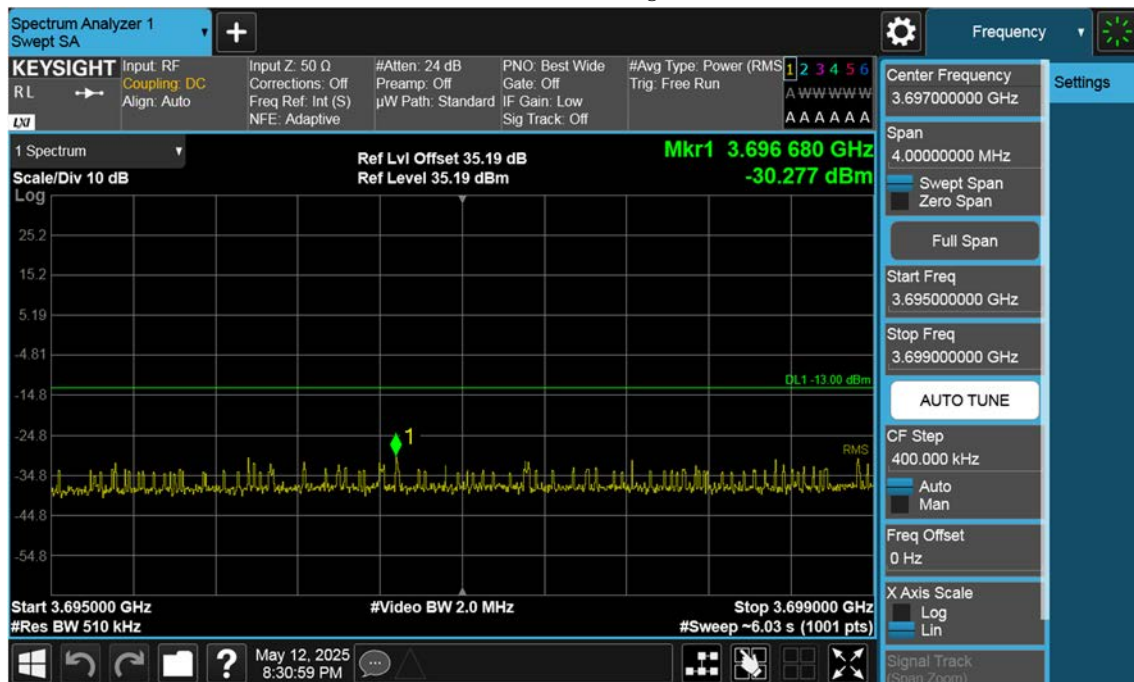 Spectrum Analyzer 1
Swept SA
Frequency
KEYSIGHT
RL
LXI
Input: RF
Coupling: DC
Align: Auto
Input Z: 50 Ω
Corrections: Off
Freq Ref: Int (S)
NFE: Adaptive
#Atten: 24 dB
Preamp: Off
µW Path: Standard
PNO: Best Wide
Gate: Off
IF Gain: Low
Sig Track: Off
#Avg Type: Power (RMS
Trig: Free Run
1 2 3 4 5 6
A W W W W W
A A A A A A
1 Spectrum
Scale/Div 10 dB
Ref Lvl Offset 35.19 dB
Ref Level 35.19 dBm
Mkr1 3.696 680 GHz
-30.277 dBm
Log
25.2
15.2
5.19
-4.81
-14.8
-24.8
-34.8
-44.8
-54.8
DL1 -13.00 dBm
1
RMS
Start 3.695000 GHz
#Res BW 510 kHz
#Video BW 2.0 MHz
Stop 3.699000 GHz
#Sweep ~6.03 s (1001 pts)
?
May 12, 2025
8:30:59 PM
Center Frequency
3.697000000 GHz
Settings
Span
4.00000000 MHz
Swept Span
Zero Span
Full Span
Start Freq
3.695000000 GHz
Stop Freq
3.699000000 GHz
AUTO TUNE
CF Step
400.000 kHz
Auto
Man
Freq Offset
0 Hz
X Axis Scale
Log
Lin
Signal Track
(Span Zoom)